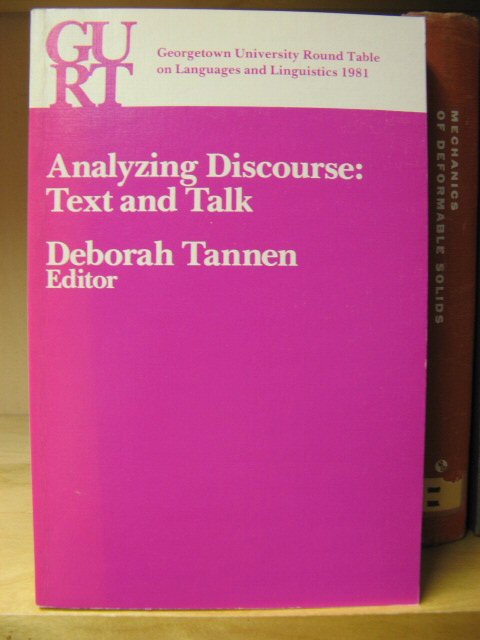 GU
RT
Georgetown University Round Table
on Languages and Linguistics 1981
Analyzing Discourse:
Text and Talk
Deborah Tannen
Editor
MECHANICS
OF DEFORMABLE SOLIDS